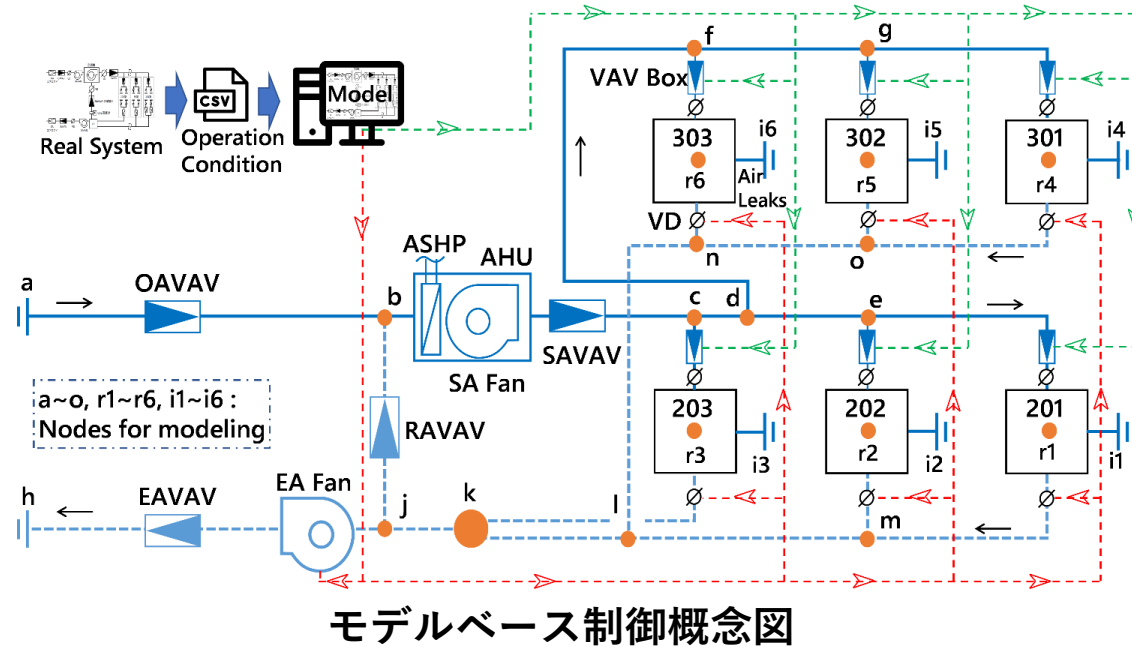 f
g
VAV Box
CSV
Model
Real System
Operation
Condition
303
r6
i6
302
r5
i5
301
r4
i4
Air
Leaks
VD
n
o
ASHP
AHU
a
OAVAV
b
SA Fan
SAVAV
c
d
e
a~o, r1~r6, i1~i6 :
Nodes for modeling
RAVAV
203
r3
i3
202
r2
i2
201
r1
i1
h
EAVAV
EA Fan
j
k
l
m
モデルベース制御概念図